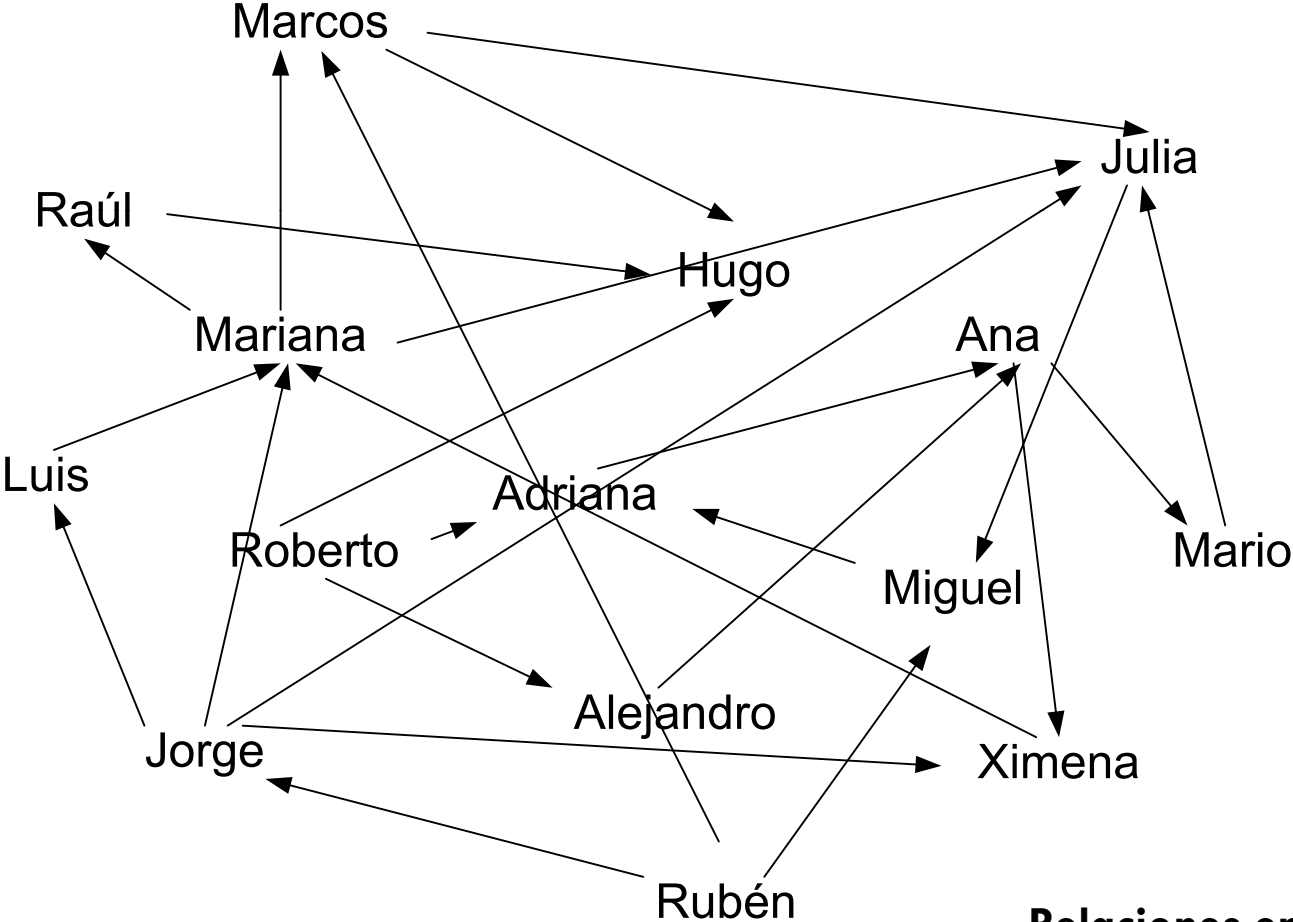 Marcos
Julia
Raúl
Hugo
Mariana
Ana
Luis
Adriana
Roberto
Mario
Miguel
Alejandro
Jorge
Ximena
Rubén